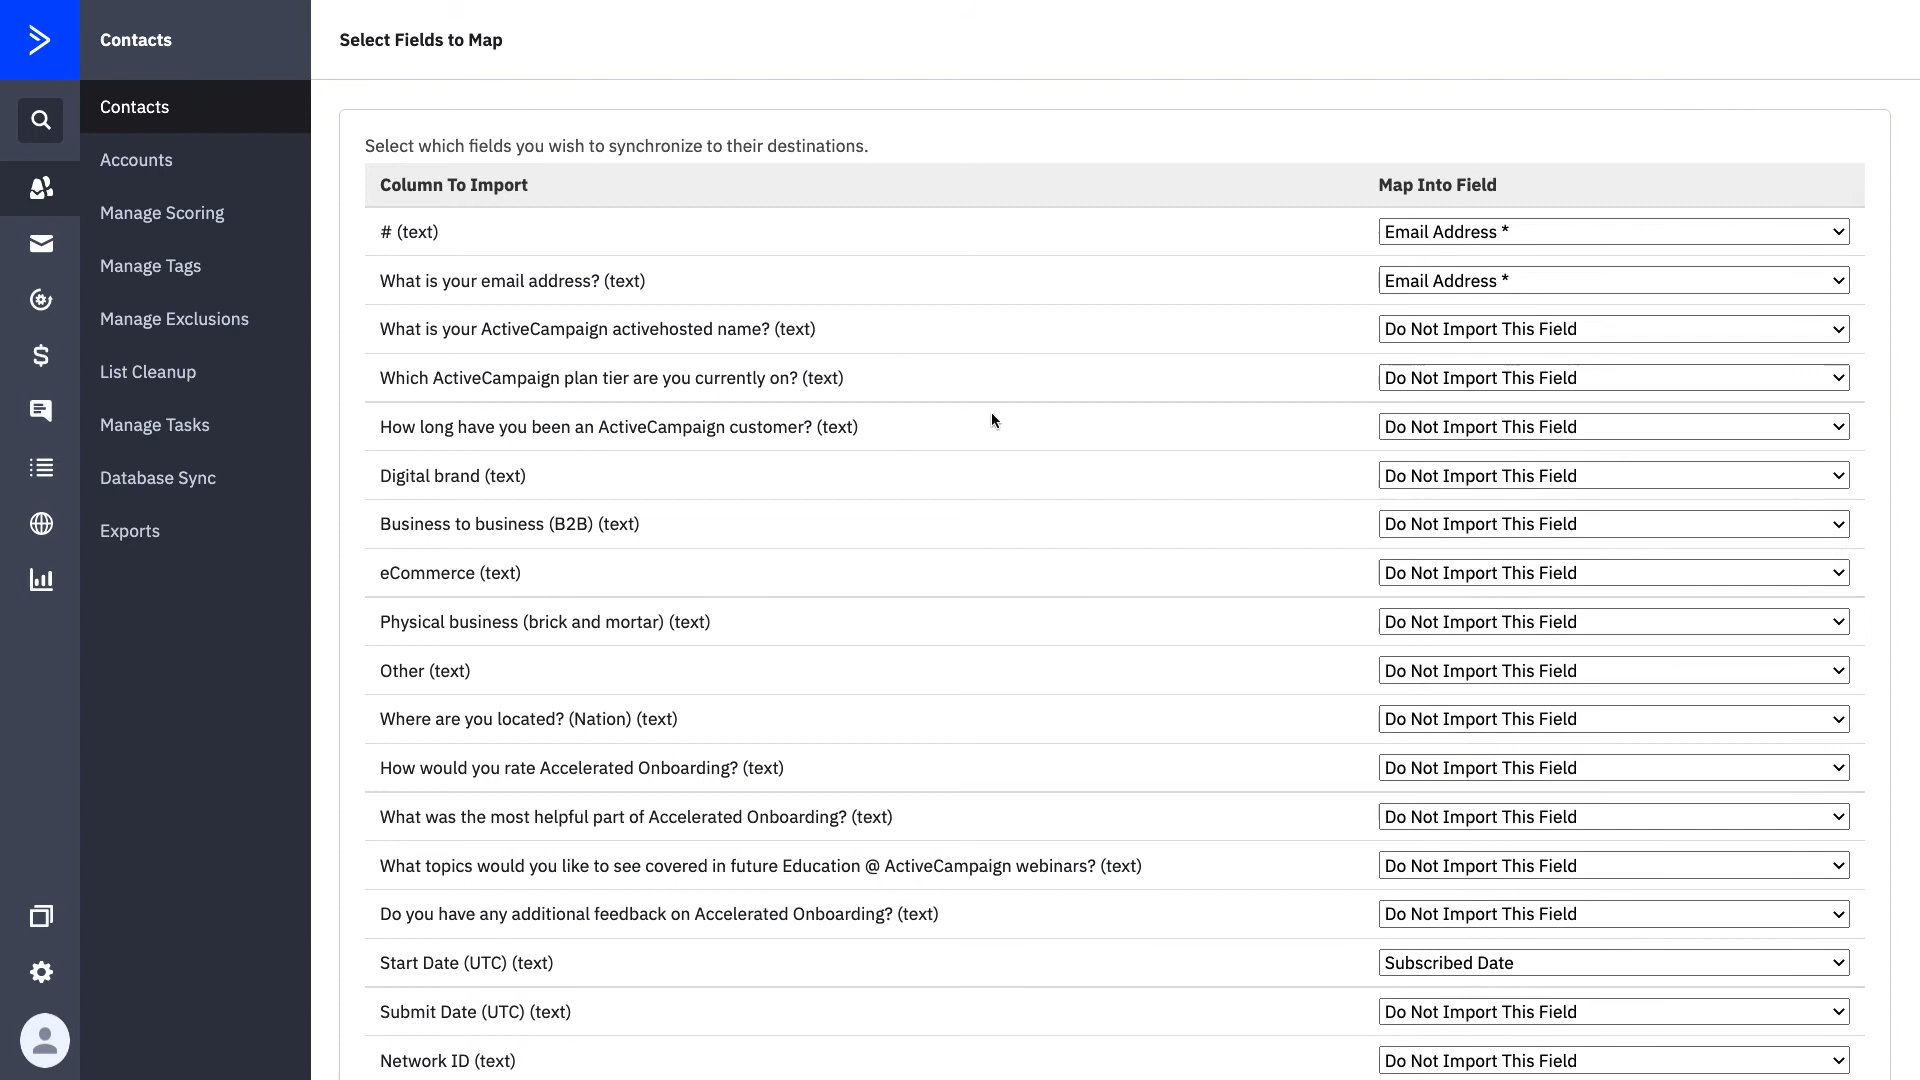 Contacts
Select Fields to Map
Contacts
Accounts
Manage Scoring
Manage Tags
Manage Exclusions
List Cleanup
Manage Tasks
Database Sync
Exports
Select which fields you wish to synchronize to their destinations.
Column To Import Map Into Field
# (text) Email Address *
What is your email address? (text) Email Address *
What is your ActiveCampaign activehosted name? (text) Do Not Import This Field
Which ActiveCampaign plan tier are you currently on? (text) Do Not Import This Field
How long have you been an ActiveCampaign customer? (text) Do Not Import This Field
Digital brand (text) Do Not Import This Field
Business to business (B2B) (text) Do Not Import This Field
eCommerce (text) Do Not Import This Field
Physical business (brick and mortar) (text) Do Not Import This Field
Other (text) Do Not Import This Field
Where are you located? (Nation) (text) Do Not Import This Field
How would you rate Accelerated Onboarding? (text) Do Not Import This Field
What was the most helpful part of Accelerated Onboarding? (text) Do Not Import This Field
What topics would you like to see covered in future Education @ ActiveCampaign webinars? (text) Do Not Import This Field
Do you have any additional feedback on Accelerated Onboarding? (text) Do Not Import This Field
Start Date (UTC) (text) Subscribed Date
Submit Date (UTC) (text) Do Not Import This Field
Network ID (text) Do Not Import This Field